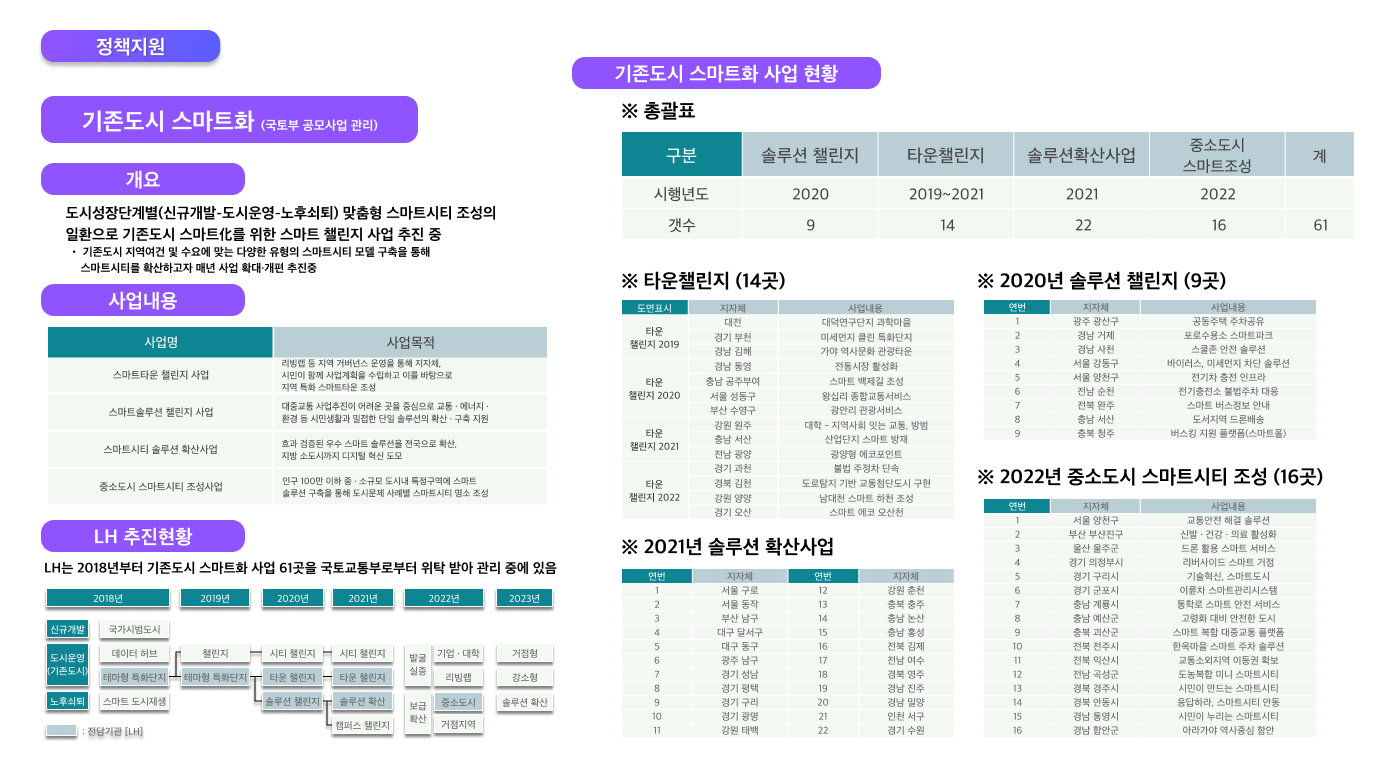 정책지원
기존도시 스마트화 (국토부 공모사업 관리)
개요
도시성장단계별(신규개발-도시운영-노후쇠퇴) 맞춤형 스마트시티 조성의
일환으로 기존도시 스마트化를 위한 스마트 챌린지 사업 추진 중
• 기존도시 지역여건 및 수요에 맞는 다양한 유형의 스마트시티 모델 구축을 통해
스마트시티를 확산하고자 매년 사업 확대·개편 추진중
사업내용
사업명 사업목적
스마트타운 챌린지 사업
리빙랩 등 지역 거버넌스 운영을 통해 지자체,
시민이 함께 사업계획을 수립하고 이를 바탕으로
지역 특화 스마트타운 조성
스마트솔루션 챌린지 사업
대중교통 사업추진이 어려운 곳을 중심으로 교통 · 에너지 ·
환경 등 시민생활과 밀접한 단일 솔루션의 확산 · 구축 지원
스마트시티 솔루션 확산사업
효과 검증된 우수 스마트 솔루션을 전국으로 확산,
지방 소도시까지 디지털 혁신 도모
중소도시 스마트시티 조성사업
인구 100만 이하 중 · 소규모 도시내 특정구역에 스마트
솔루션 구축을 통해 도시문제 사례별 스마트시티 명소 조성
LH 추진현황
LH는 2018년부터 기존도시 스마트화 사업 61곳을 국토교통부로부터 위탁 받아 관리 중에 있음
2018년 2019년 2020년 2021년 2022년 2023년
신규개발 국가시범도시
도시운영
(기존도시)
데이터 허브 챌린지 시티 챌린지 시티 챌린지
발굴
실증
기업 · 대학 거점형
테마형 특화단지 테마형 특화단지 타운 챌린지 타운 챌린지 리빙랩 강소형
노후쇠퇴 스마트 도시재생 솔루션 챌린지 솔루션 확산
보급
확산
중소도시 솔루션 확산
캠퍼스 챌린지 거점지역
: 전담기관 [LH]
기존도시 스마트화 사업 현황
※ 총괄표
구분 솔루션 챌린지 타운챌린지 솔루션확산사업
중소도시
스마트조성
계
시행년도 2020 2019~2021 2021 2022
갯수 9 14 22 16 61
※ 타운챌린지 (14곳)
도면표시 지자체 사업내용
타운
챌린지 2019
대전 대덕연구단지 과학마을
경기 부천 미세먼지 클린 특화단지
경남 김해 가야 역사문화 관광타운
타운
챌린지 2020
경남 통영 전통시장 활성화
충남 공주부여 스마트 백제길 조성
서울 성동구 왕십리 종합교통서비스
부산 수영구 광안리 관광서비스
타운
챌린지 2021
강원 원주 대학 - 지역사회 잇는 교통, 방범
충남 서산 산업단지 스마트 방재
전남 광양 광양형 에코포인트
타운
챌린지 2022
경기 과천 불법 주정차 단속
경북 김천 도로탐지 기반 교통첨단도시 구현
강원 양양 남대천 스마트 하천 조성
경기 오산 스마트 에코 오산천
※ 2021년 솔루션 확산사업
연번 지자체 연번 지자체
1 서울 구로 12 강원 춘천
2 서울 동작 13 충북 충주
3 부산 남구 14 충남 논산
4 대구 달서구 15 충남 홍성
5 대구 동구 16 전북 김제
6 광주 남구 17 전남 여수
7 경기 성남 18 경북 영주
8 경기 평택 19 경남 진주
9 경기 구리 20 경남 밀양
10 경기 광명 21 인천 서구
11 강원 태백 22 경기 수원
※ 2020년 솔루션 챌린지 (9곳)
연번 지자체 사업내용
1 광주 광산구 공동주택 주차공유
2 경남 거제 포로수용소 스마트파크
3 경남 사천 스쿨존 안전 솔루션
4 서울 강동구 바이러스, 미세먼지 차단 솔루션
5 서울 양천구 전기차 충전 인프라
6 전남 순천 전기충전소 불법주차 대응
7 전북 완주 스마트 버스정보 안내
8 충남 서산 도서지역 드론배송
9 충북 청주 버스킹 지원 플랫폼(스마트폴)
※ 2022년 중소도시 스마트시티 조성 (16곳)
연번 지자체 사업내용
1 서울 양천구 교통안전 해결 솔루션
2 부산 부산진구 신발 · 건강 · 의료 활성화
3 울산 울주군 드론 활용 스마트 서비스
4 경기 의정부시 리버사이드 스마트 거점
5 경기 구리시 기술혁신, 스마트도시
6 경기 군포시 이륜차 스마트관리시스템
7 충남 계룡시 통학로 스마트 안전 서비스
8 충남 예산군 고령화 대비 안전한 도시
9 충북 괴산군 스마트 복합 대중교통 플랫폼
10 전북 전주시 한옥마을 스마트 주차 솔루션
11 전북 익산시 교통소외지역 이동권 확보
12 전남 곡성군 도농복합 미니 스마트시티
13 경북 경주시 시민이 만드는 스마트시티
14 경북 안동시 응답하라, 스마트시티 안동
15 경남 통영시 시민이 누리는 스마트시티
16 경남 함안군 아라가야 역사중심 함안